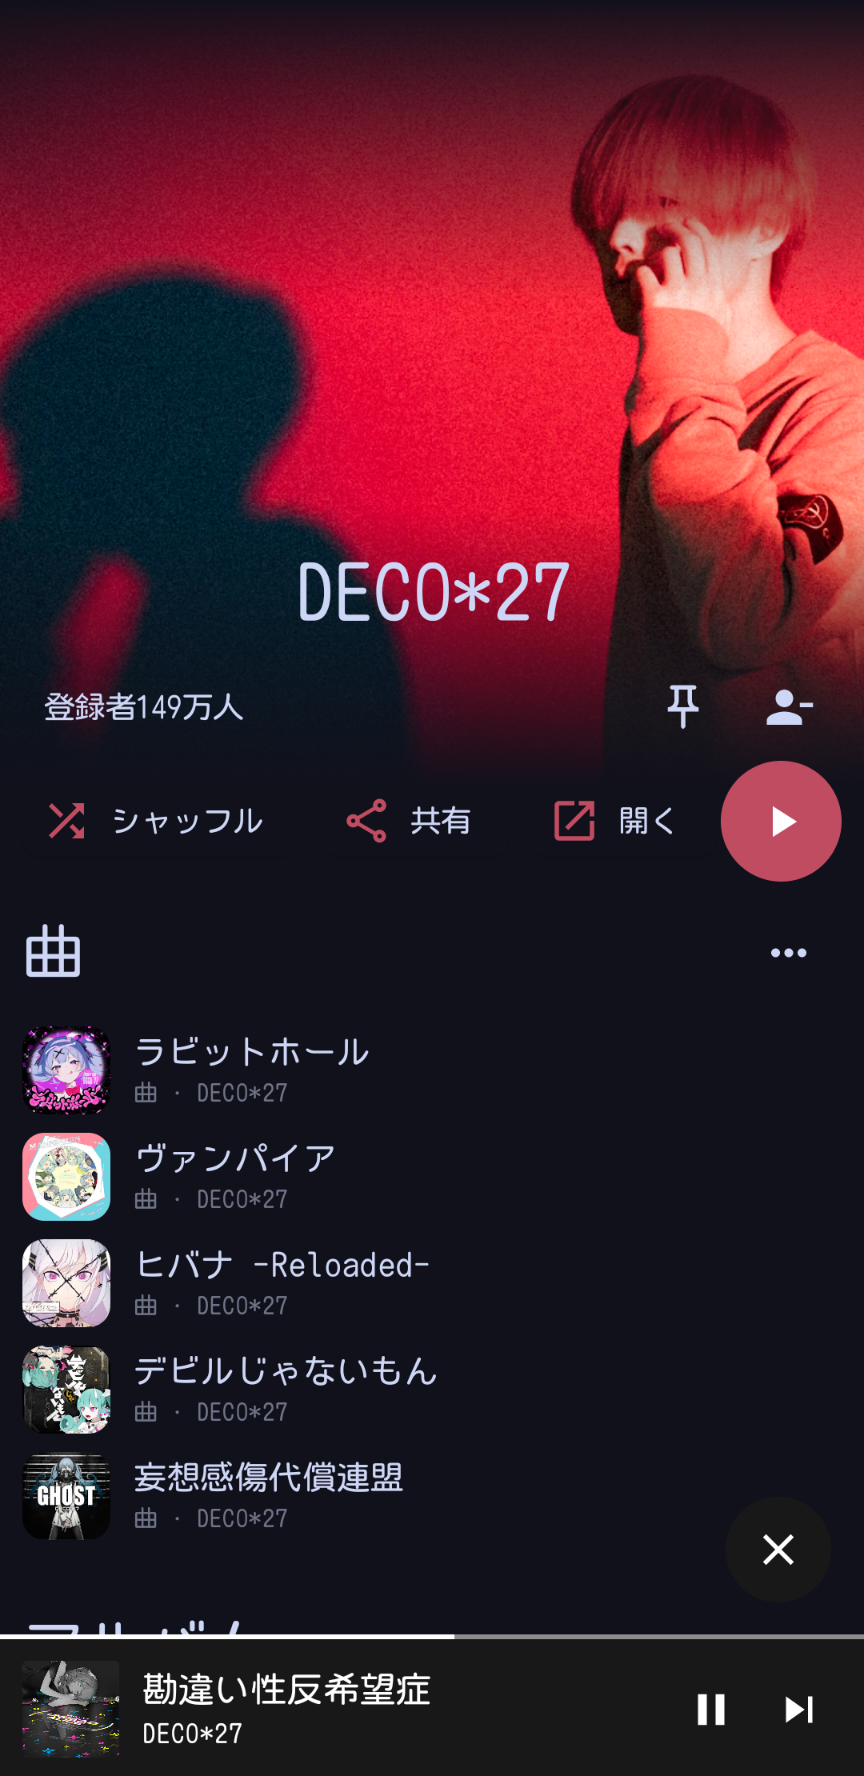 DECO*27
登録者149万人
シャッフル
共有
開く
曲
ラビットホール
曲 · DECO*27
ヴァンパイア
曲 · DECO*27
ヒバナ -Reloaded-
曲 · DECO*27
デビルじゃないもん
曲 · DECO*27
妄想感傷代償連盟
GHOST
曲 · DECO*27
アルバム
勘違い性反希望症
DECO*27